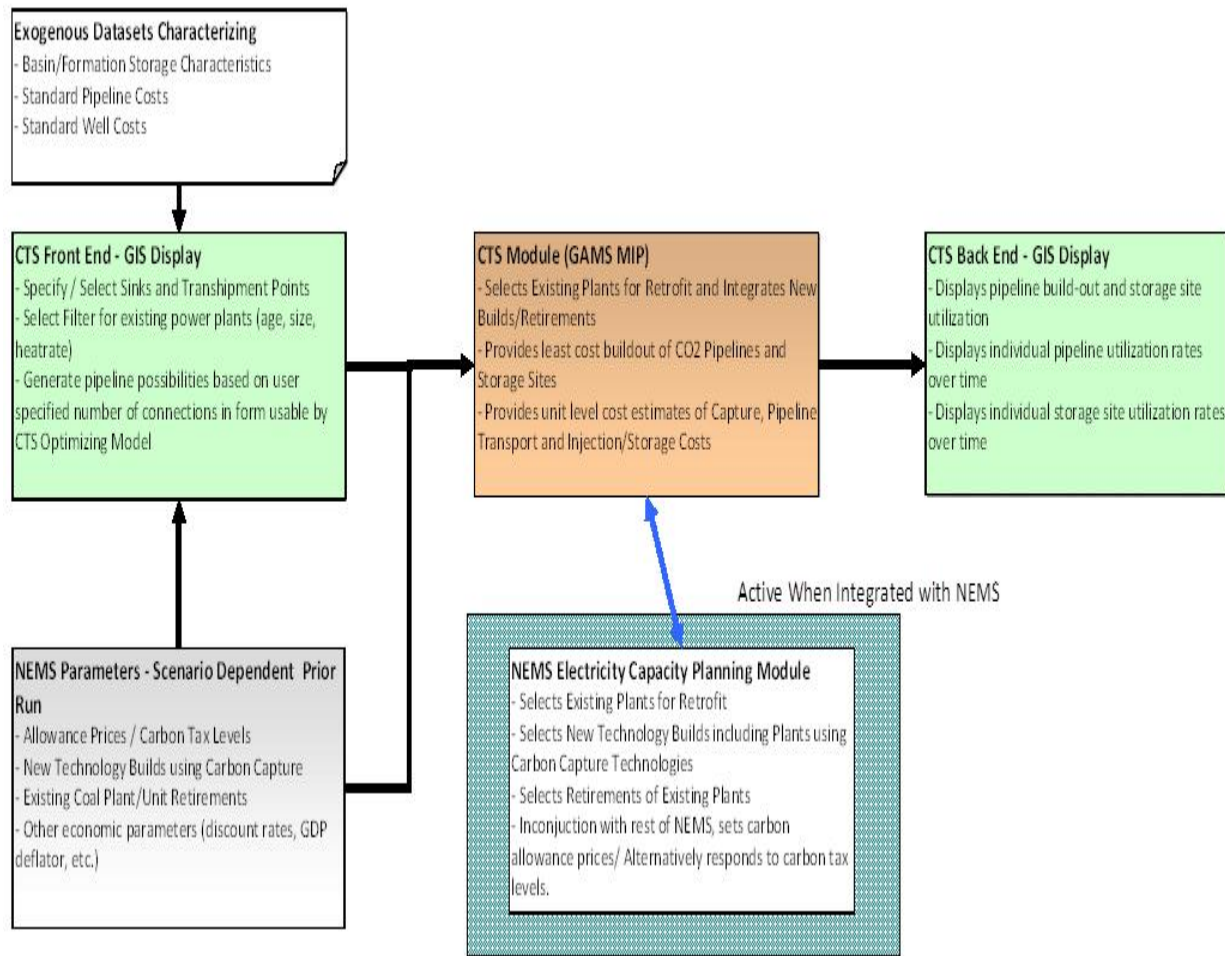 Exogenous Datasets Characterizing
- Basin/Formation Storage Characteristics
- Standard Pipeline Costs
- Standard Well Costs
CTS Front End - GIS Display
- Specify / Select Sinks and Transhipment Points
- Select Filter for existing power plants (age, size,
heatrate)
- Generate pipeline possibilities based on user
specified number of connections in form usable by
CTS Optimizing Model
CTS Module (GAMS MIP)
- Selects Existing Plants for Retrofit and Integrates New
Builds/Retirements
- Provides least cost buildout of CO2 Pipelines and
Storage Sites
- Provides unit level cost estimates of Capture, Pipeline
Transport and Injection/Storage Costs
CTS Back End - GIS Display
- Displays pipeline build-out and storage site
utilization
- Displays individual pipeline utilization rates
over time
- Displays individual storage site utilization rates
over time
Active When Integrated with NEMS
NEMS Parameters - Scenario Dependent Prior
Run
- Allowance Prices / Carbon Tax Levels
- New Technology Builds using Carbon Capture
- Existing Coal Plant/Unit Retirements
- Other economic parameters (discount rates, GDP
deflator, etc.)
NEMS Electricity Capacity Planning Module
- Selects Existing Plants for Retrofit
- Selects New Technology Builds including Plants using
Carbon Capture Technologies
- Selects Retirements of Existing Plants
- Inconjuction with rest of NEMS, sets carbon
allowance prices/ Alternatively responds to carbon tax
levels.